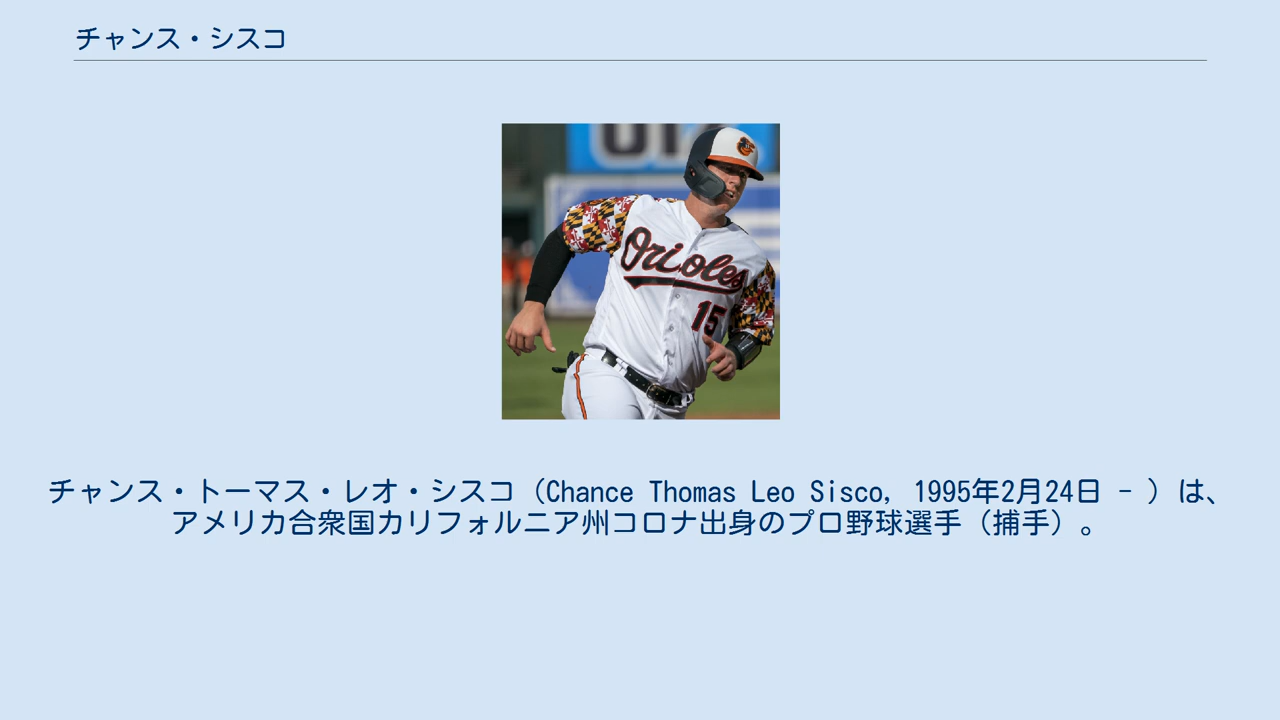 チャンス・シスコ
Orioles
15
チャンス・トーマス・レオ・シスコ（Chance Thomas Leo Sisco, 1995年2月24日 - ）は、
アメリカ合衆国カリフォルニア州コロナ出身のプロ野球選手（捕手）。